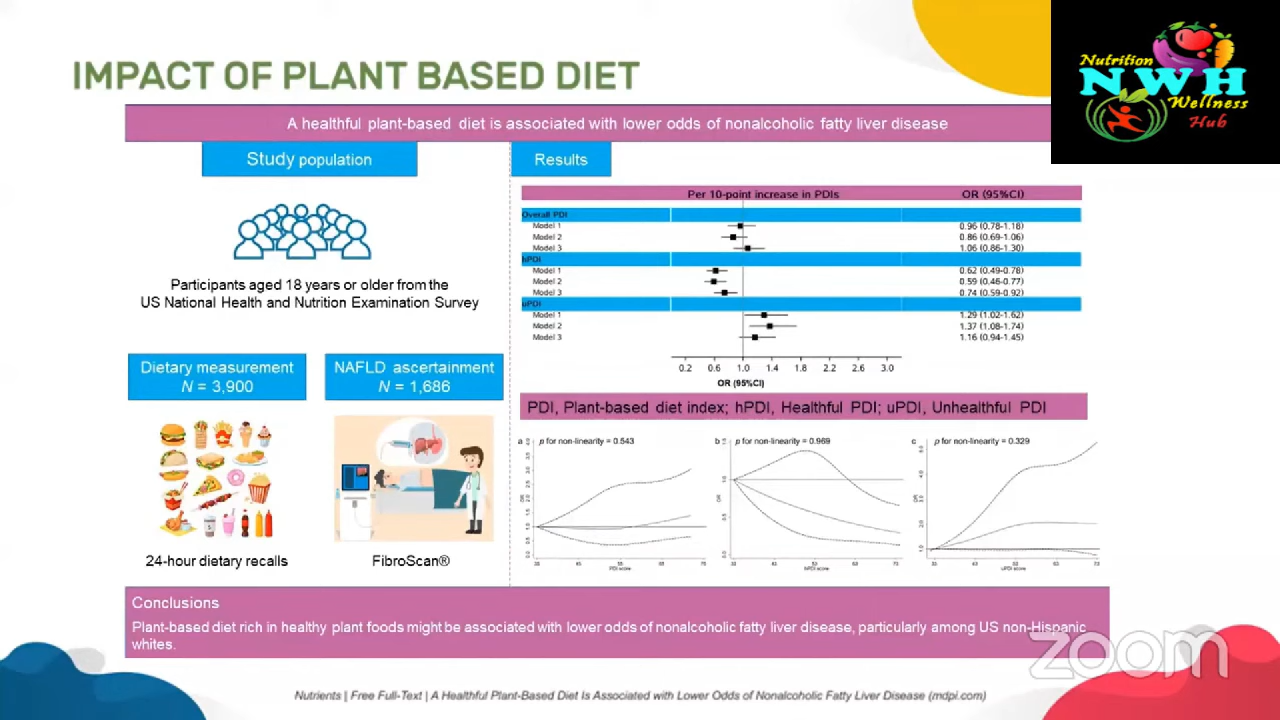 IMPACT OF PLANT BASED DIET
Nutrition
NWH
Wellness
Hub
A healthful plant-based diet is associated with lower odds of nonalcoholic fatty liver disease
Study population
Participants aged 18 years or older from the
US National Health and Nutrition Examination Survey
Dietary measurement
N = 3,900
24-hour dietary recalls
NAFLD ascertainment
N = 1,686
FibroScan®
Results
Per 10-point increase in PDIs OR (95%CI)
Overall PDI
Model 1 0.96 (0.78-1.18)
Model 2 0.86 (0.69-1.06)
Model 3 1.06 (0.86-1.30)
hPDI
Model 1 0.62 (0.49-0.78)
Model 2 0.59 (0.46-0.77)
Model 3 0.74 (0.59-0.92)
uPDI
Model 1 1.29 (1.02-1.62)
Model 2 1.37 (1.08-1.74)
Model 3 1.16 (0.94-1.45)
0.2 0.6 1.0 1.4 1.8 2.2 2.6 3.0
OR (95%CI)
PDI, Plant-based diet index; hPDI, Healthful PDI; uPDI, Unhealthful PDI
a p for non-linearity = 0.543
OR
PDI score
b p for non-linearity = 0.969
OR
hPDI score
c p for non-linearity = 0.329
OR
uPDI score
Conclusions
Plant-based diet rich in healthy plant foods might be associated with lower odds of nonalcoholic fatty liver disease, particularly among US non-Hispanic
whites.
zoom
Nutrients | Free Full-Text | A Healthful Plant-Based Diet Is Associated with Lower Odds of Nonalcoholic Fatty Liver Disease (mdpi.com)